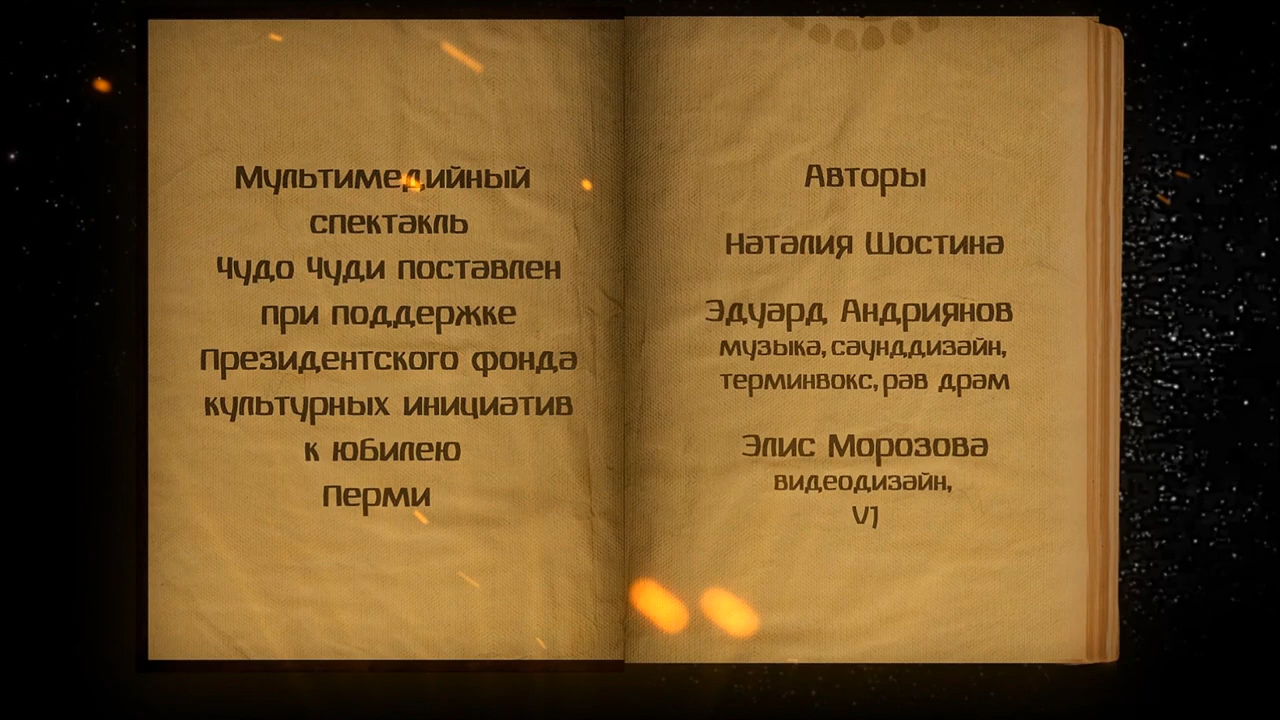 Мультимедийный
спектакль
Чудо Чуди поставлен
при поддержке
Президентского фонда
культурных инициатив
к юбилею
Перми
Авторы
Наталия Шостина
Эдуард Андриянов
музыка, саунддизайн,
терминвокс, рав драм
Элис Морозова
видеодизайн,
VJ